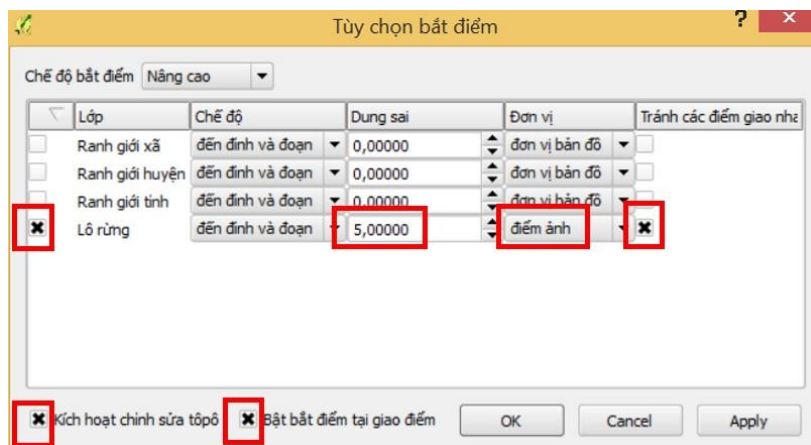 Tùy chọn bắt điểm ?
Chế độ bắt điểm Nâng cao
Lớp Chế độ Dung sai Đơn vị Tránh các điểm giao nha
Ranh giới xã đến đỉnh và đoạn 0,00000 đơn vị bản đồ
Ranh giới huyện đến đỉnh và đoạn 0,00000 đơn vị bản đồ
Ranh giới tỉnh đến đỉnh và đoạn 0,00000 đơn vị bản đồ
Lô rừng đến đỉnh và đoạn 5,00000 điểm ảnh
Kích hoạt chỉnh sửa tôpô Bật bắt điểm tại giao điểm OK Cancel Apply